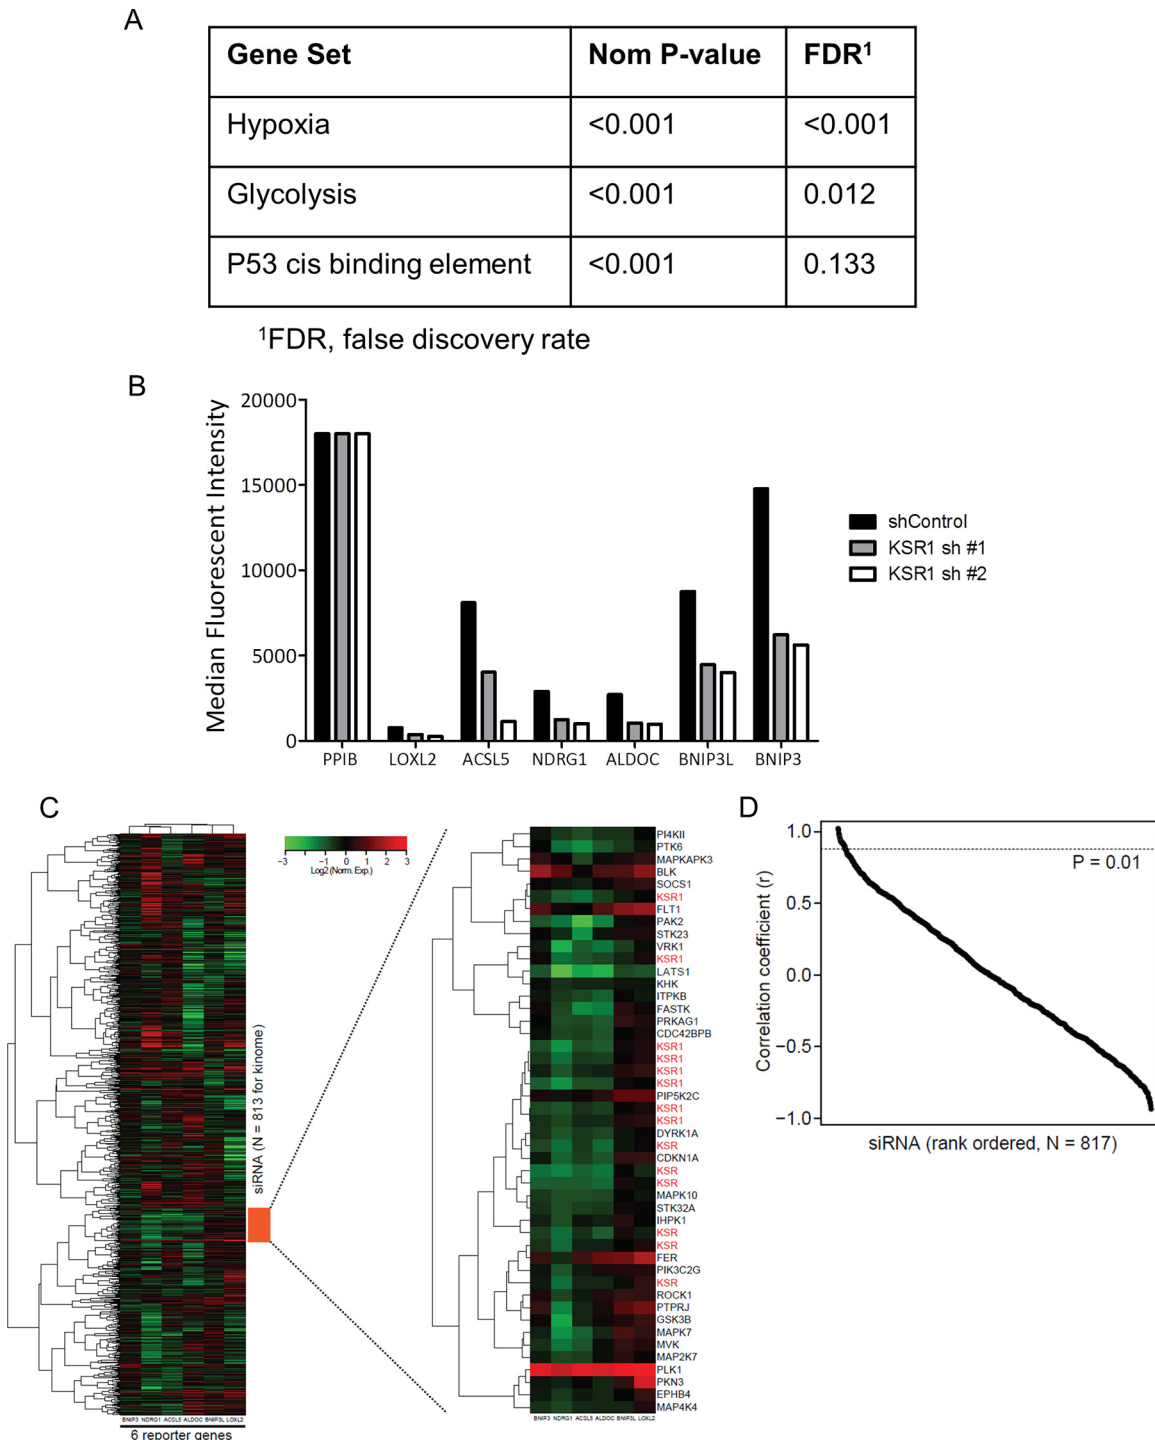 A
Gene Set Nom P-value FDR¹
Hypoxia <0.001 <0.001
Glycolysis <0.001 0.012
P53 cis binding element <0.001 0.133
¹FDR, false discovery rate
B
Median Fluorescent Intensity
20000
15000
10000
5000
0
PPIB LOXL2 ACSL5 NDRG1 ALDOC BNIP3L BNIP3
shControl
KSR1 sh #1
KSR1 sh #2
C
−3 −1 0 1 2 3
Log2 (Norm. Exp.)
siRNA (N = 813 for kinome)
BNIP3 NDRG1 ACSL5 ALDOC BNIP3L LOXL2
6 reporter genes
PI4KII
PTK6
MAPKAPK3
BLK
SOCS1
KSR1
FLT1
PAK2
STK23
VRK1
KSR1
LATS1
KHK
ITPKB
FASTK
PRKAG1
CDC42BPB
KSR1
KSR1
KSR1
KSR1
PIP5K2C
KSR1
KSR1
DYRK1A
KSR
CDKN1A
KSR
KSR
MAPK10
STK32A
IHPK1
KSR
KSR
FER
PIK3C2G
KSR
ROCK1
PTPRJ
GSK3B
MAPK7
MVK
MAP2K7
PLK1
PKN3
EPHB4
MAP4K4
BNIP3 NDRG1 ACSL5 ALDOC BNIP3L LOXL2
D
Correlation coefficient (r)
1.0
0.5
0.0
−0.5
−1.0
P = 0.01
siRNA (rank ordered, N = 817)